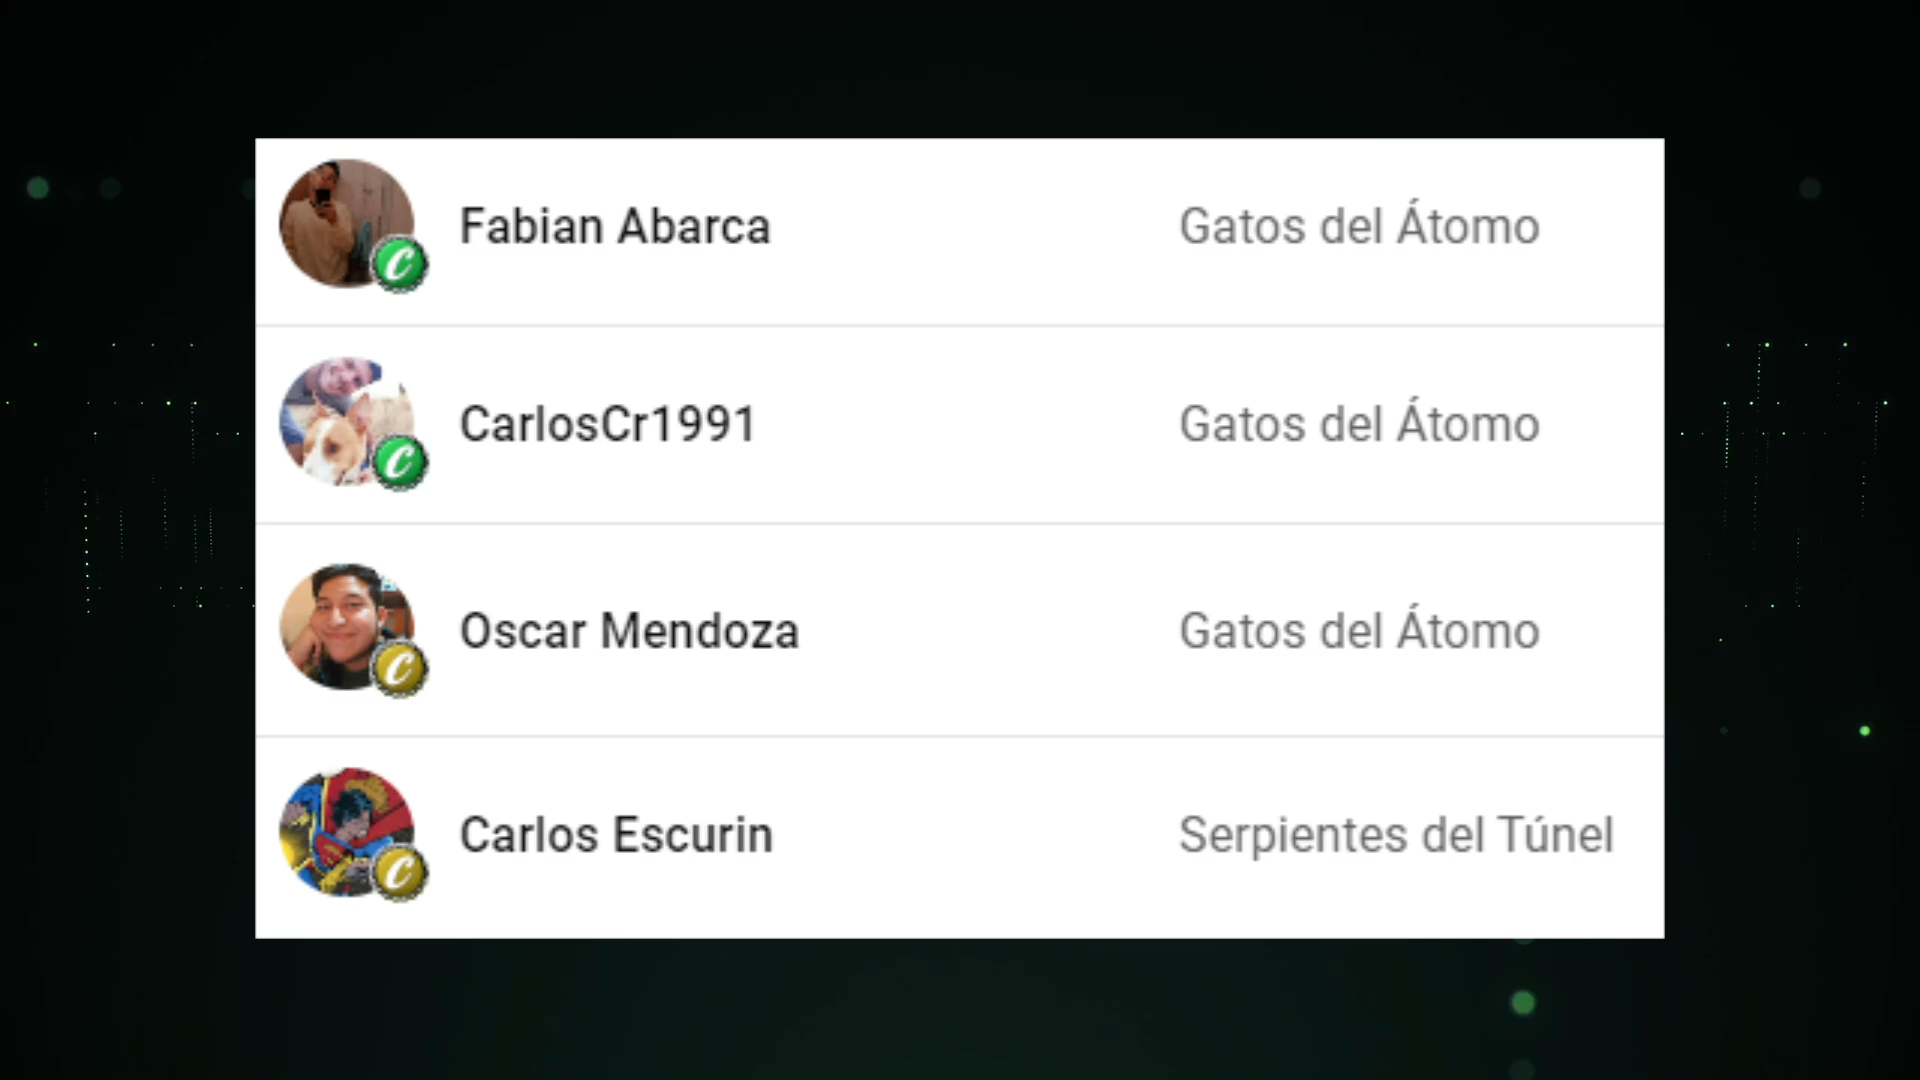 Fabian Abarca Gatos del Átomo
C
CarlosCr1991 Gatos del Átomo
C
Oscar Mendoza Gatos del Átomo
C
Carlos Escurin Serpientes del Túnel
C